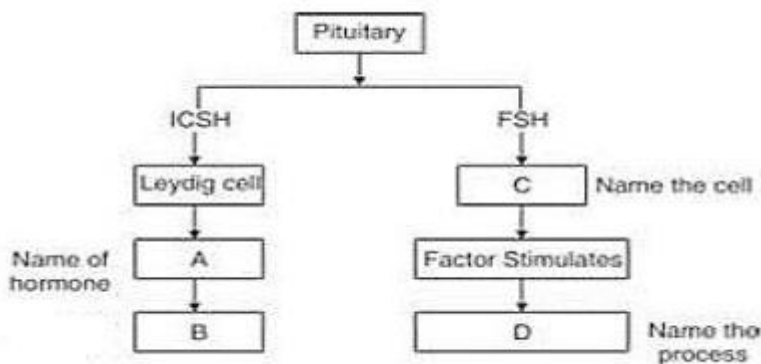 Pituitary
ICSH
FSH
Leydig cell
C
Name the cell
Name of
hormone
A
Factor Stimulates
B
D
Name the
process